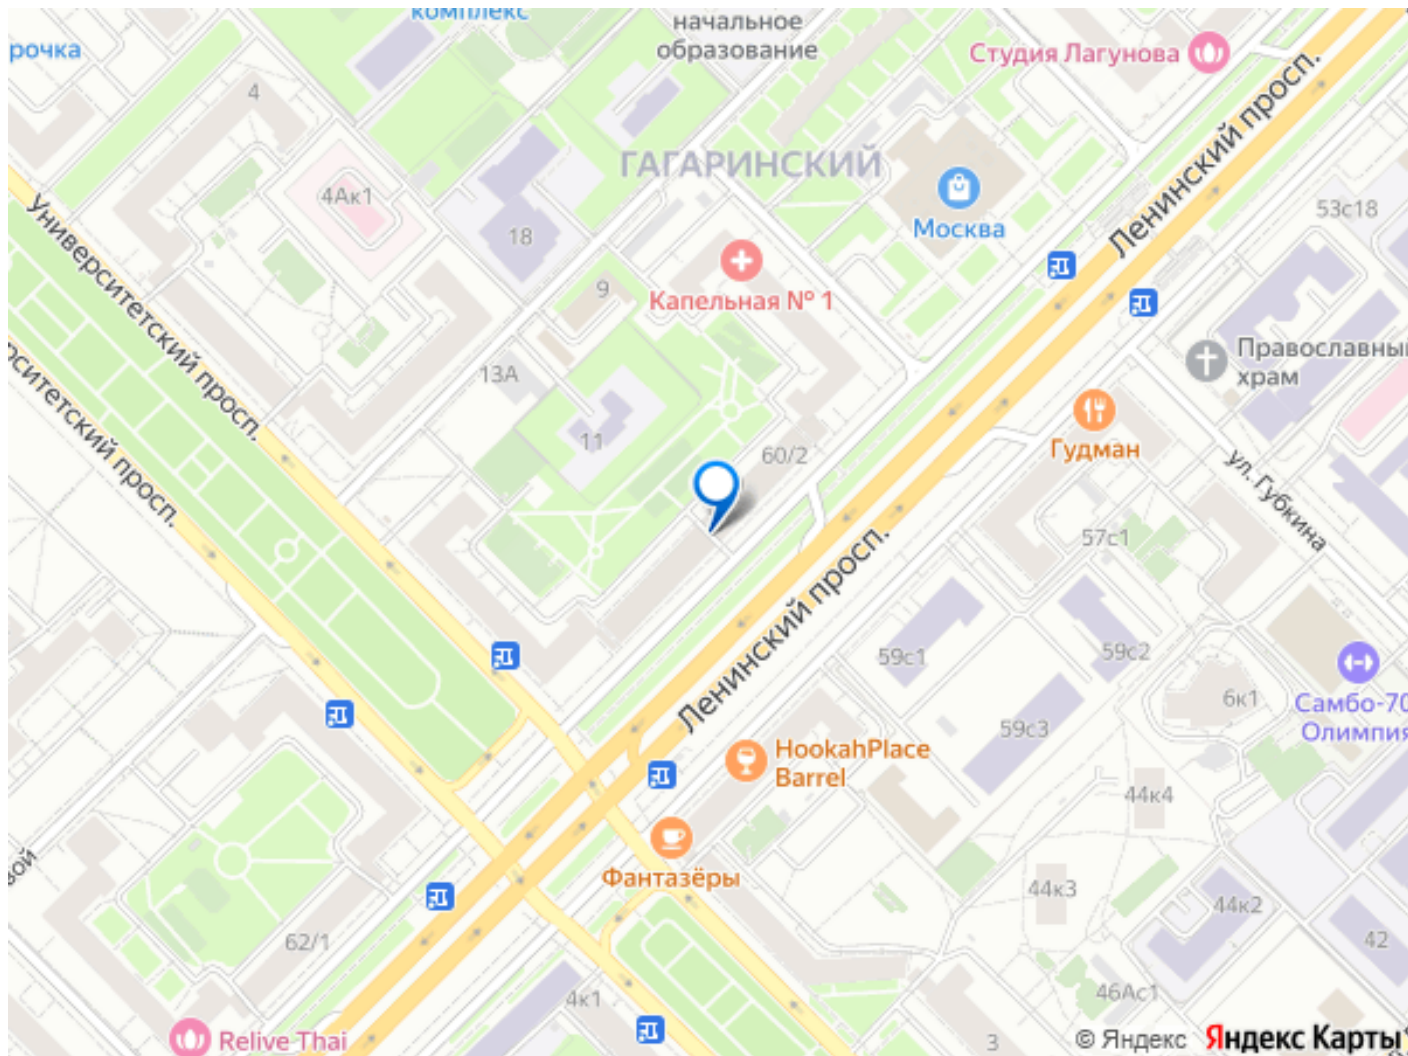 комплекс
рочка
начальное
образование
Студия Лагунова
4
ГАГАРИНСКИЙ
Ленинский просп.
4Ак1
Университетский просп.
18
Москва
53с18
9
Капельная № 1
Православный
храм
13А
рситетский просп.
11
60/2
Гудман
ул. Губкина
57с1
Ленинский просп.
59с1
59с2
6к1
Самбо-70
Олимпия
59с3
HookahPlace
Barrel
44к4
вой
Фантазёры
44к3
44к2
62/1
42
4к1
46Ас1
Relive Thai
3
© Яндекс Яндекс Карты